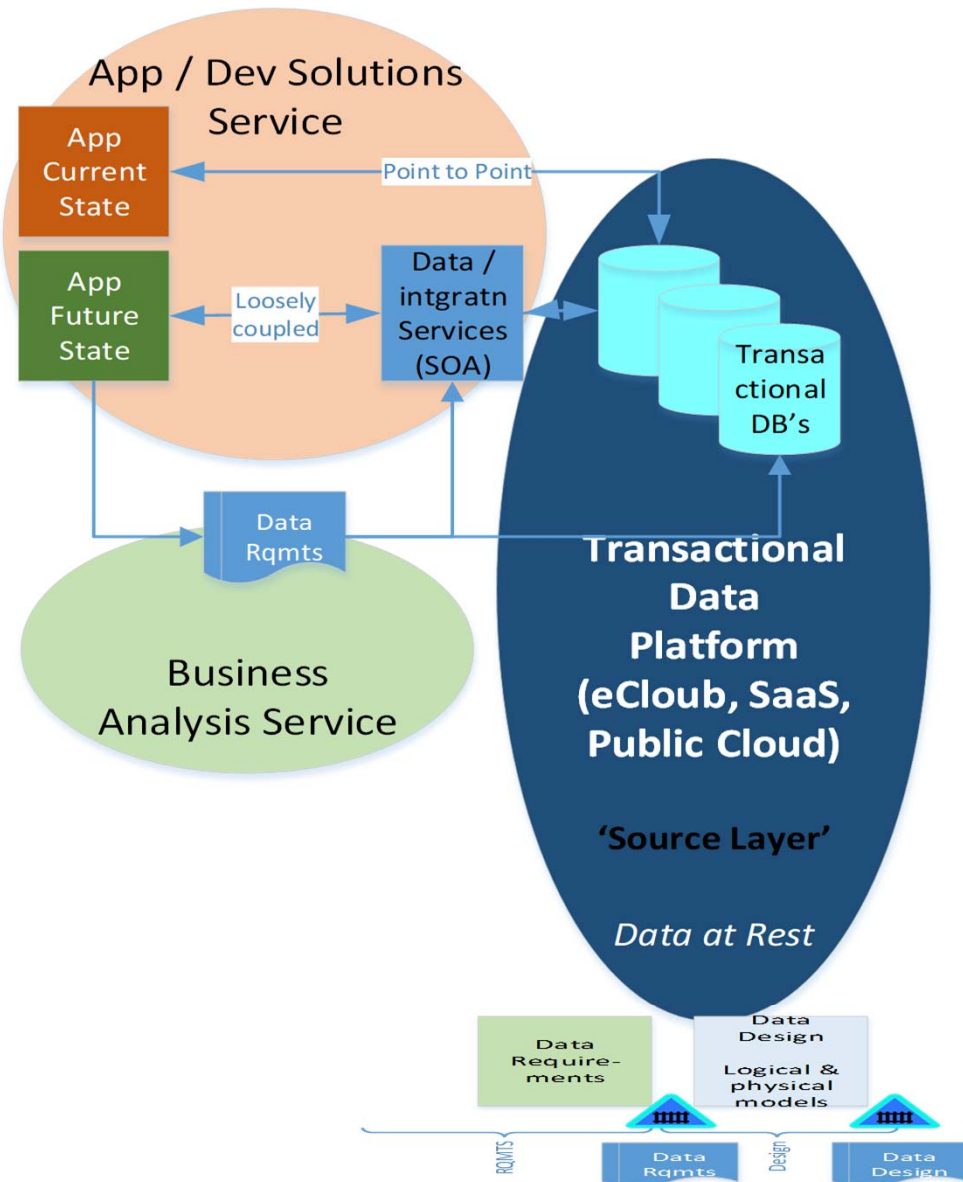 App / Dev Solutions
Service
App
Current
State
Point to Point
App
Future
State
Loosely
coupled
Data /
intgratn
Services
(SOA)
Transa
ctional
DB's
Data
Rqmts
Business
Analysis Service
Transactional
Data
Platform
(eCloub, SaaS,
Public Cloud)
‘Source Layer’
Data at Rest
Data
Require-
ments
Data
Design
Logical &
physical
models
RQMTS
Design
Data
Rqmts
Data
Design